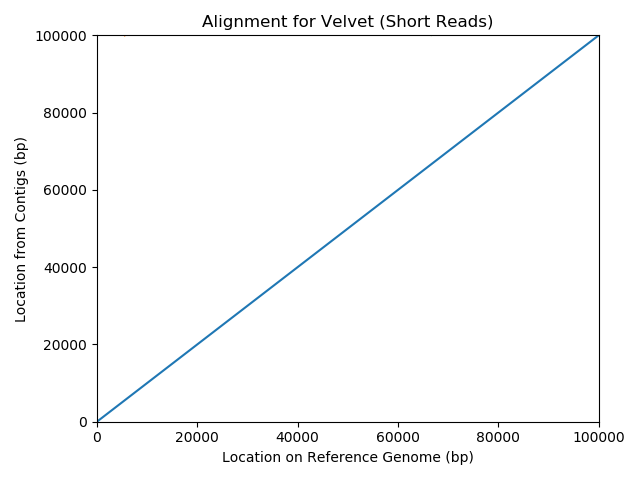 Alignment for Velvet (Short Reads)
100000
80000
60000
40000
20000
0
Location from Contigs (bp)
0 20000 40000 60000 80000 100000
Location on Reference Genome (bp)